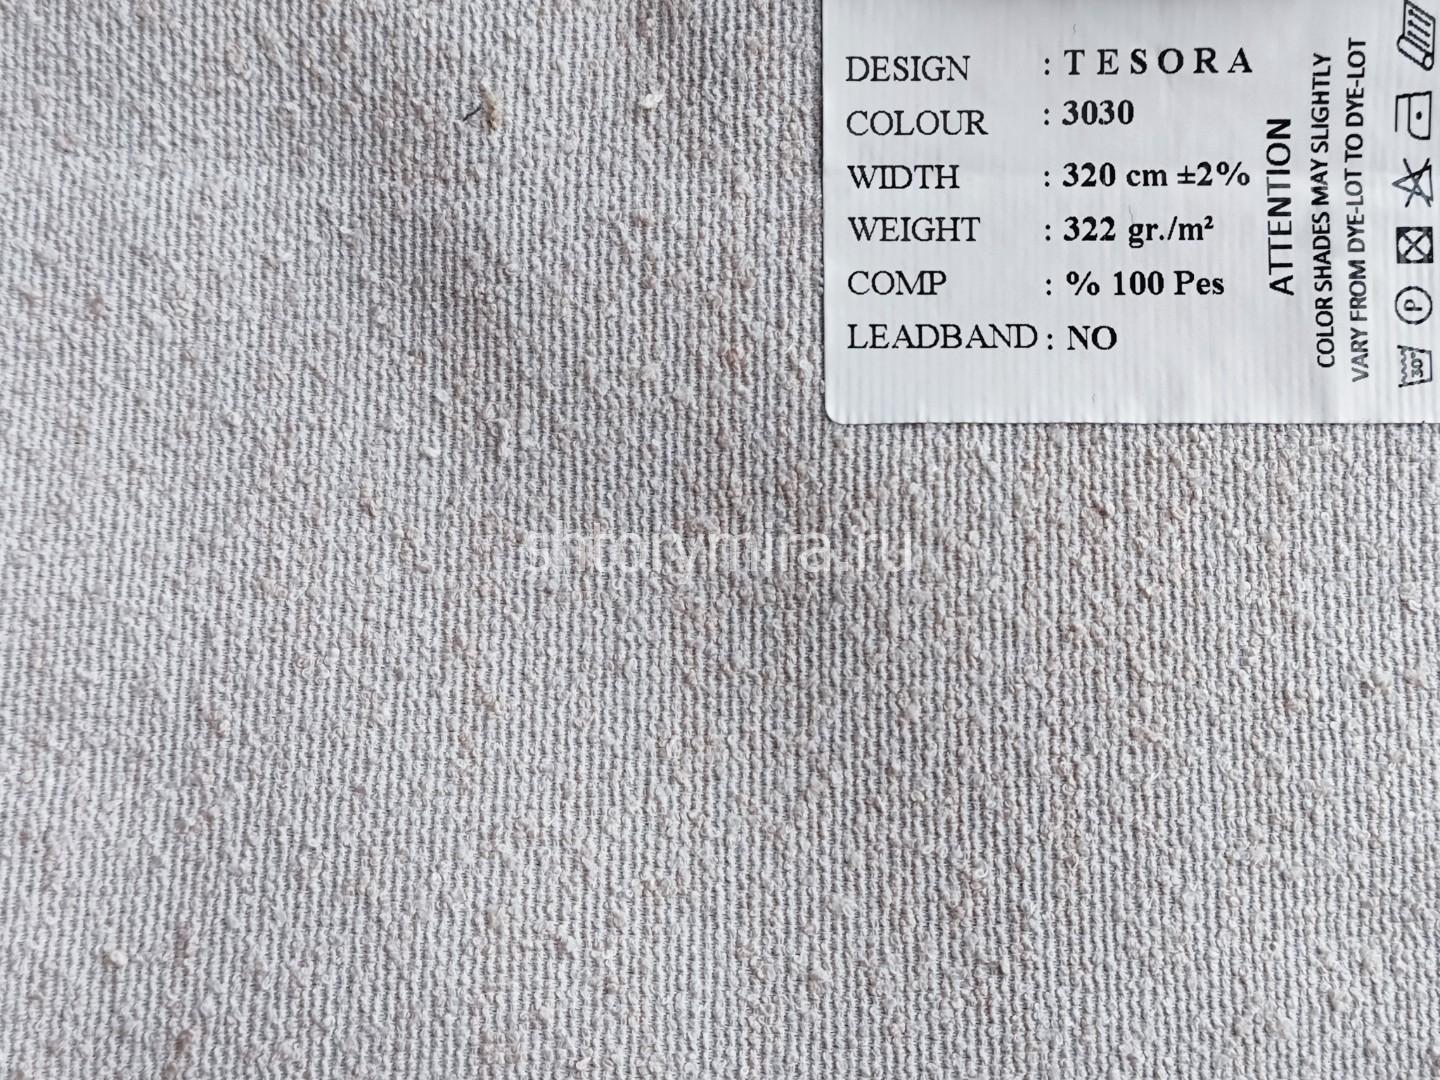 DESIGN : TESORA
COLOUR : 3030
WIDTH : 320 cm ±2%
WEIGHT : 322 gr./m²
COMP : % 100 Pes
LEADBAND : NO
ATTENTION
COLOR SHADES MAY SLIGHTLY
VARY FROM DYE-LOT TO DYE-LOT
P
30°
shtorymira.ru